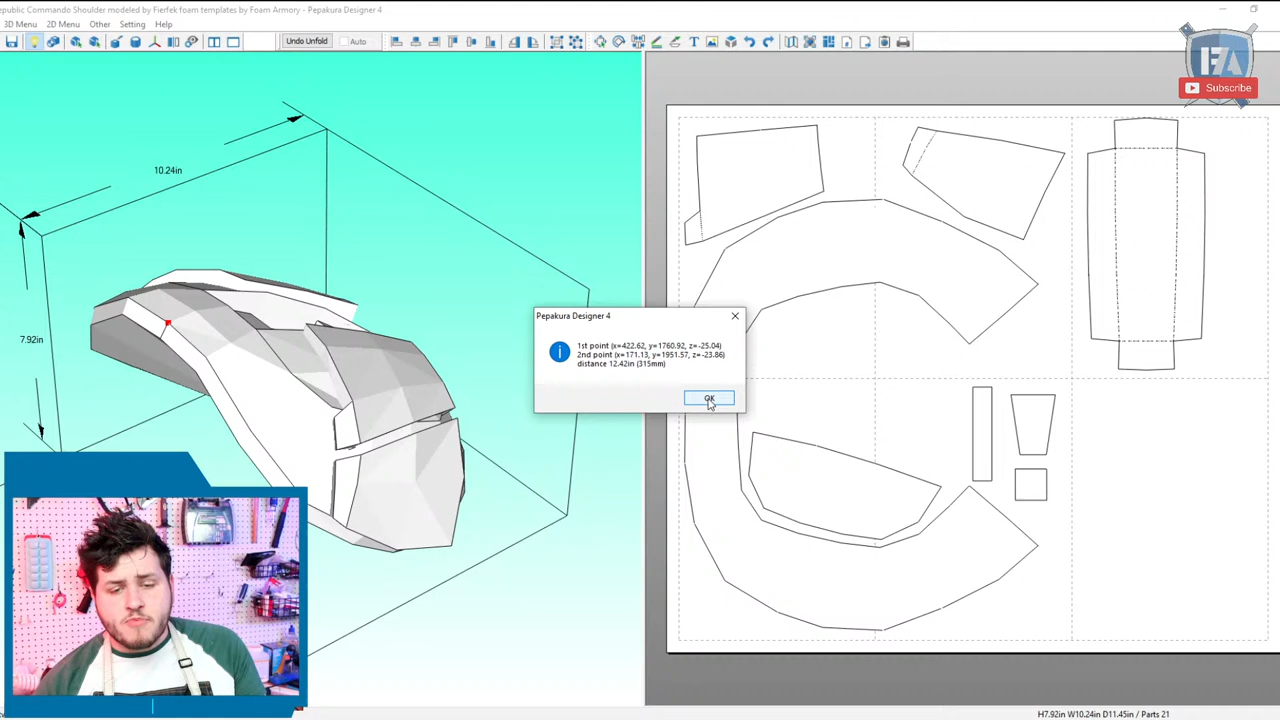 epublic Commando Shoulder modeled by Fierfek foam templates by Foam Armory - Pepakura Designer 4
3D Menu 2D Menu Other Setting Help
Undo Unfold Auto
FA
Subscribe
10.24in
7.92in
Pepakura Designer 4
1st point (x=422.62, y=1760.92, z=-25.04)
2nd point (x=171.13, y=1951.57, z=-23.86)
distance 12.42in (315mm)
OK
H7.92in W10.24in D11.45in / Parts 21